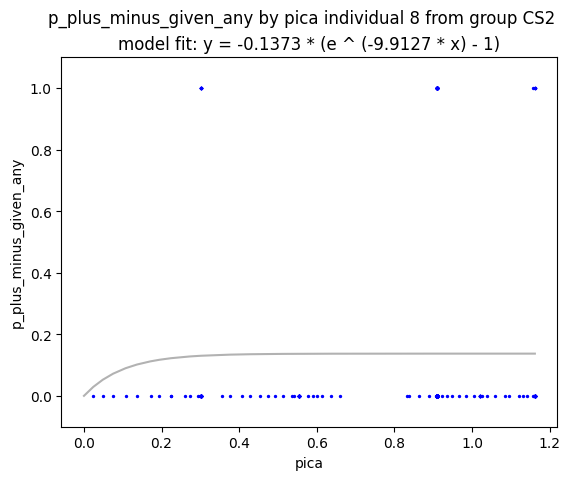 p_plus_minus_given_any by pica individual 8 from group CS2
model fit: y = -0.1373 * (e ^ (-9.9127 * x) - 1)
1.0
0.8
0.6
0.4
0.2
0.0
p_plus_minus_given_any
0.0 0.2 0.4 0.6 0.8 1.0 1.2
pica